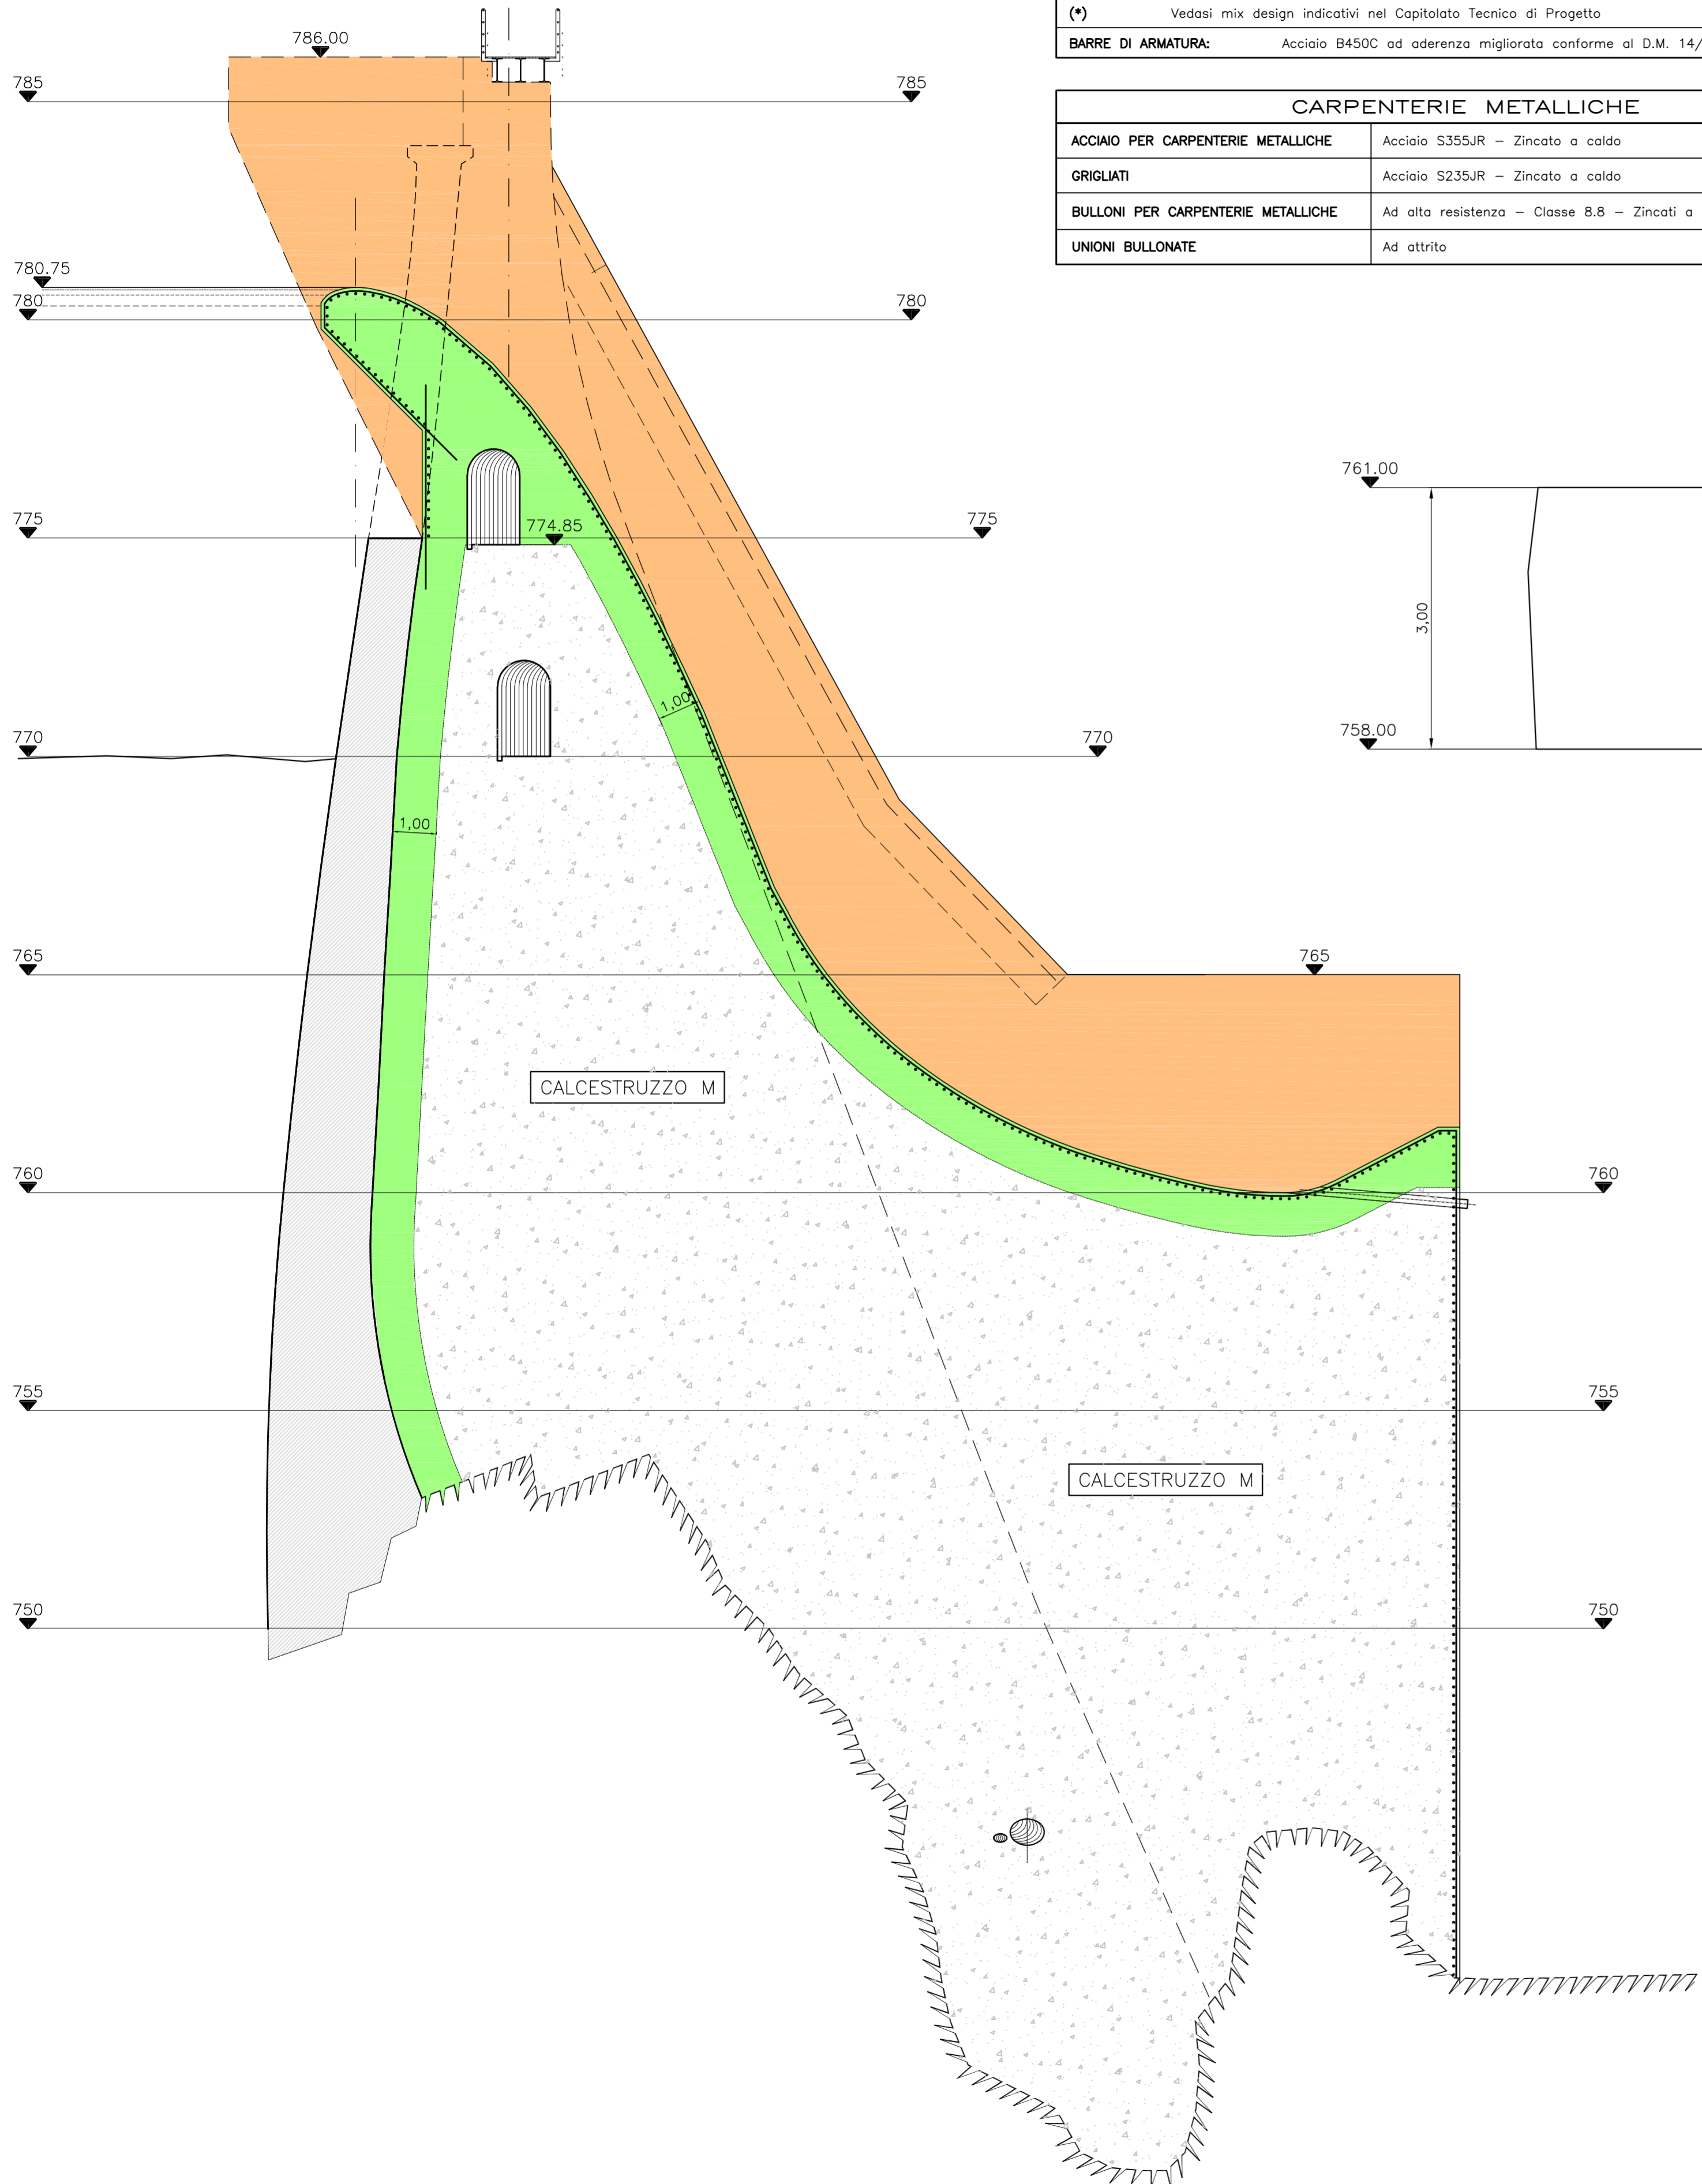 (*) Vedasi mix design indicativi nel Capitolato Tecnico di Progetto
BARRE DI ARMATURA: Acciaio B450C ad aderenza migliorata conforme al D.M. 14/
CARPENTERIE METALLICHE
ACCIAIO PER CARPENTERIE METALLICHE Acciaio S355JR – Zincato a caldo
GRIGLIATI Acciaio S235JR – Zincato a caldo
BULLONI PER CARPENTERIE METALLICHE Ad alta resistenza – Classe 8.8 – Zincati a
UNIONI BULLONATE Ad attrito
786.00
785 785
780.75
780 780
761.00
775 774.85 775
3,00
1,00
770 770
758.00
1,00
765 765
CALCESTRUZZO M
760 760
755 755
CALCESTRUZZO M
750 750